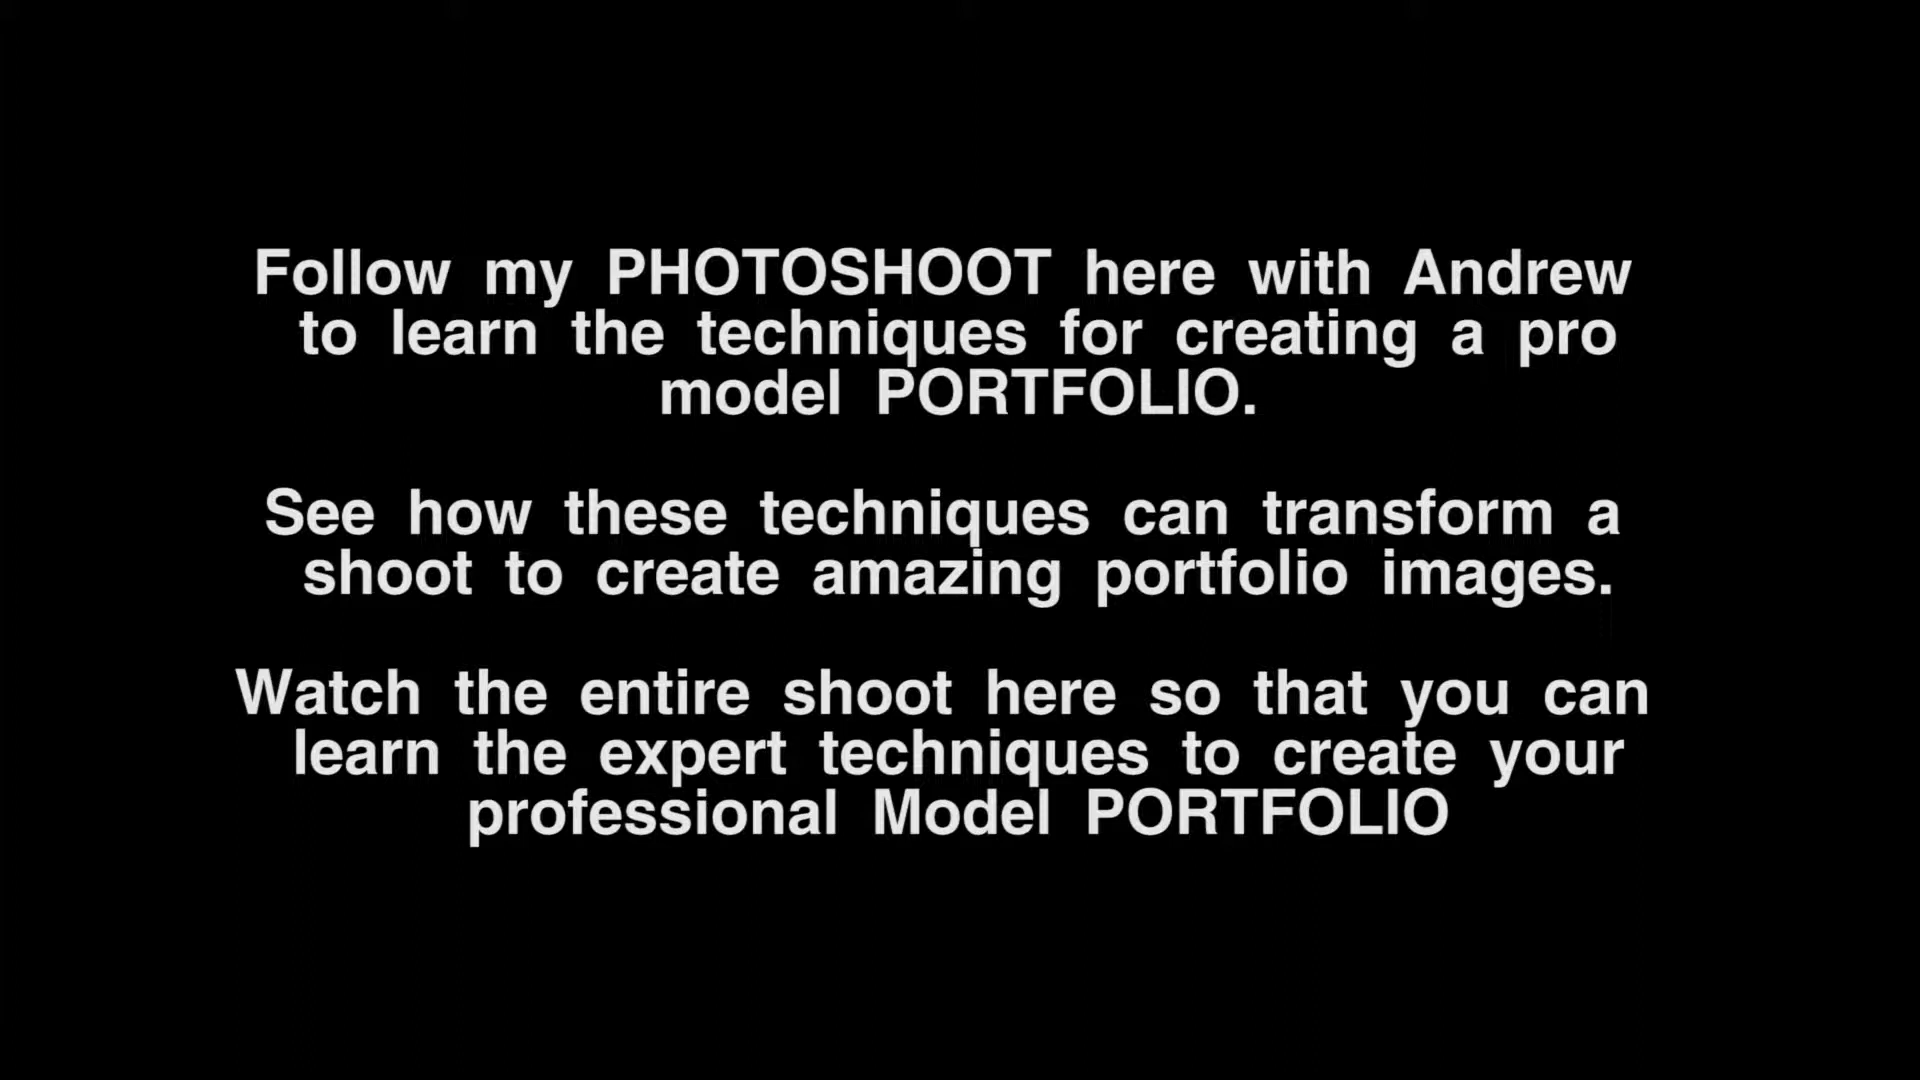 Follow my PHOTOSHOOT here with Andrew
to learn the techniques for creating a pro
model PORTFOLIO.
See how these techniques can transform a
shoot to create amazing portfolio images.
Watch the entire shoot here so that you can
learn the expert techniques to create your
professional Model PORTFOLIO